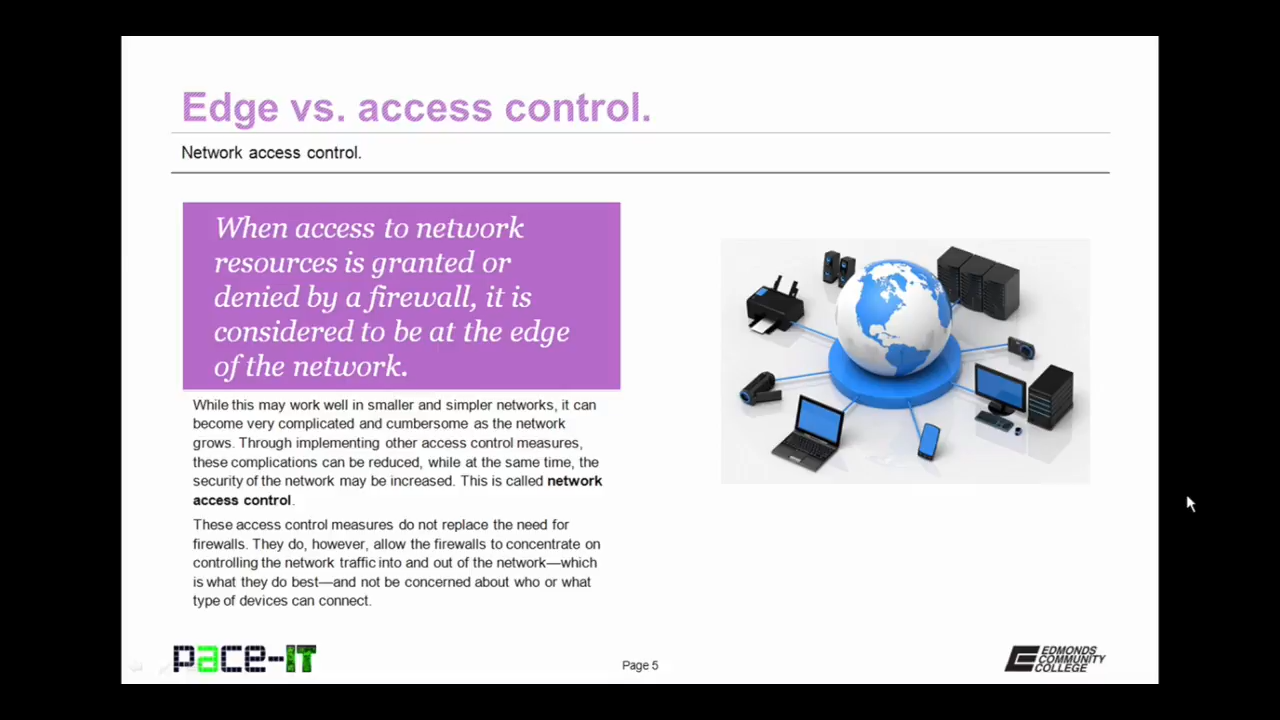 Edge vs. access control.
Network access control.
When access to network
resources is granted or
denied by a firewall, it is
considered to be at the edge
of the network.
While this may work well in smaller and simpler networks, it can
become very complicated and cumbersome as the network
grows. Through implementing other access control measures,
these complications can be reduced, while at the same time, the
security of the network may be increased. This is called network
access control.
These access control measures do not replace the need for
firewalls. They do, however, allow the firewalls to concentrate on
controlling the network traffic into and out of the network—which
is what they do best—and not be concerned about who or what
type of devices can connect.
pace-IT
Page 5
EDMONDS
COMMUNITY
COLLEGE